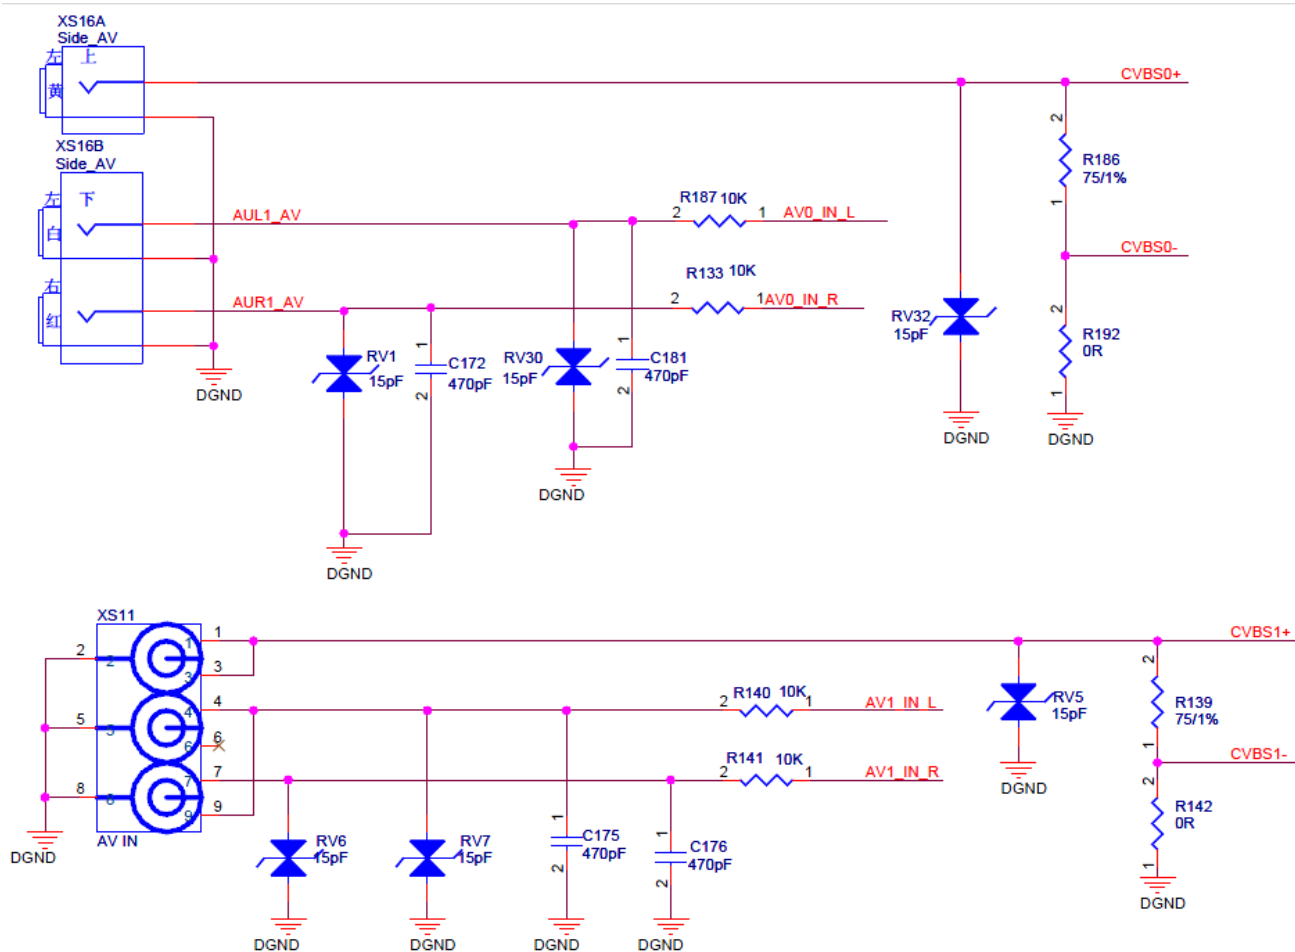 XS16A
Side_AV
左 上
黄
CVBS0+
XS16B
Side_AV
左 下
白
右
红
AUL1_AV
AUR1_AV
R187 10K
2 1 AV0_IN_L
R133 10K
2 1 AV0_IN_R
2
R186
75/1%
1
CVBS0-
2
R192
0R
1
DGND
RV32
15pF
DGND
RV1
15pF
1
C172
470pF
2
RV30
15pF
1
C181
470pF
2
DGND
DGND
DGND
XS11
1 1
2 2
3 3
4 4
5 5
6 6
7 7
8 8
9 9
AV IN
DGND
CVBS1+
R140 10K
2 1 AV1_IN_L
R141 10K
2 1 AV1_IN_R
RV5
15pF
DGND
2
R139
75/1%
1
CVBS1-
2
R142
0R
1
DGND
RV6
15pF
RV7
15pF
1
C175
470pF
2
1
C176
470pF
2
DGND
DGND
DGND
DGND